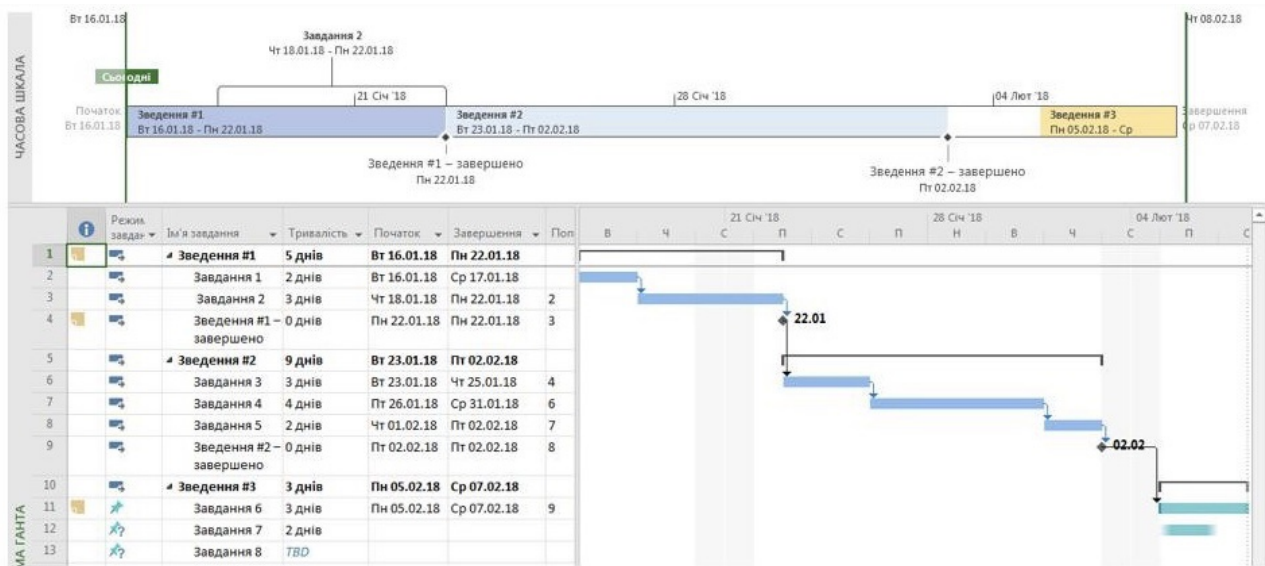 Вт 16.01.18
Чт 08.02.18
Завдання 2
Чт 18.01.18 - Пн 22.01.18
Сьогодні
21 Січ '18
28 Січ '18
04 Лют '18
ЧАСОВА ШКАЛА
Початок
Вт 16.01.18
Зведення #1
Вт 16.01.18 - Пн 22.01.18
Зведення #2
Вт 23.01.18 - Пт 02.02.18
Зведення #3
Пн 05.02.18 - Ср
Завершення
Ср 07.02.18
Зведення #1 – завершено
Пн 22.01.18
Зведення #2 – завершено
Пт 02.02.18
Режим завдан Ім'я завдання Тривалість Початок Завершення Поп
21 Січ '18 28 Січ '18 04 Лют '18
В Ч С П С П Н В Ч С П С
1 Зведення #1 5 днів Вт 16.01.18 Пн 22.01.18
2 Завдання 1 2 днів Вт 16.01.18 Ср 17.01.18
3 Завдання 2 3 днів Чт 18.01.18 Пн 22.01.18 2
4 Зведення #1 – 0 днів Пн 22.01.18 Пн 22.01.18 3
завершено
22.01
5 Зведення #2 9 днів Вт 23.01.18 Пт 02.02.18
6 Завдання 3 3 днів Вт 23.01.18 Чт 25.01.18 4
7 Завдання 4 4 днів Пт 26.01.18 Ср 31.01.18 6
8 Завдання 5 2 днів Чт 01.02.18 Пт 02.02.18 7
9 Зведення #2 – 0 днів Пт 02.02.18 Пт 02.02.18 8
завершено
02.02
10 Зведення #3 3 днів Пн 05.02.18 Ср 07.02.18
11 Завдання 6 3 днів Пн 05.02.18 Ср 07.02.18 9
12 Завдання 7 2 днів
13 Завдання 8 TBD
МА ГАНТА